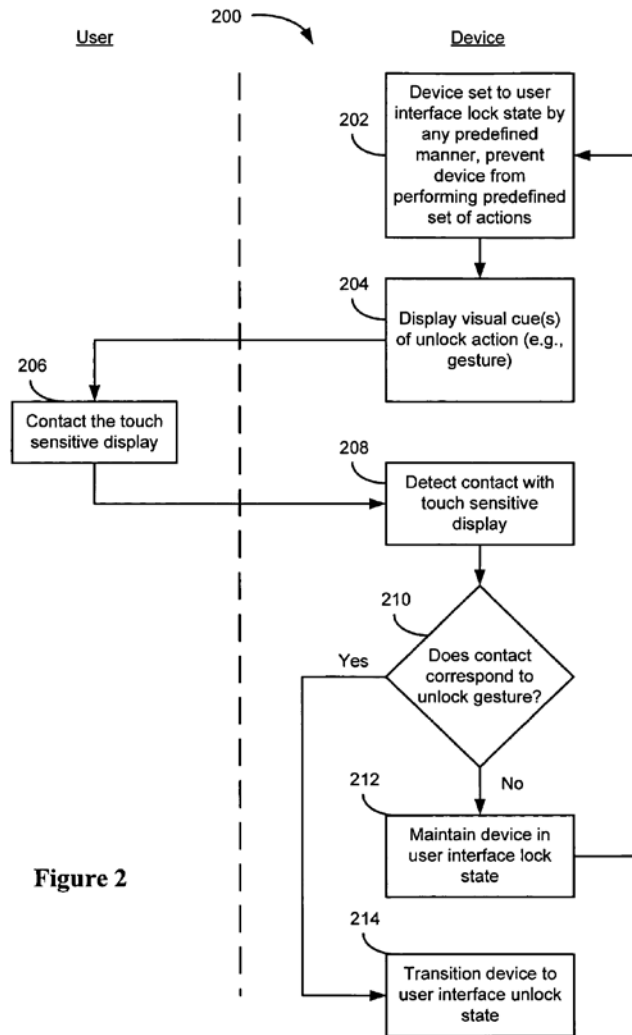 200
User
Device
202
Device set to user
interface lock state by
any predefined
manner, prevent
device from
performing predefined
set of actions
204
Display visual cue(s)
of unlock action (e.g.,
gesture)
206
Contact the touch
sensitive display
208
Detect contact with
touch sensitive
display
210
Yes
Does contact
correspond to
unlock gesture?
No
212
Maintain device in
user interface lock
state
Figure 2
214
Transition device to
user interface unlock
state